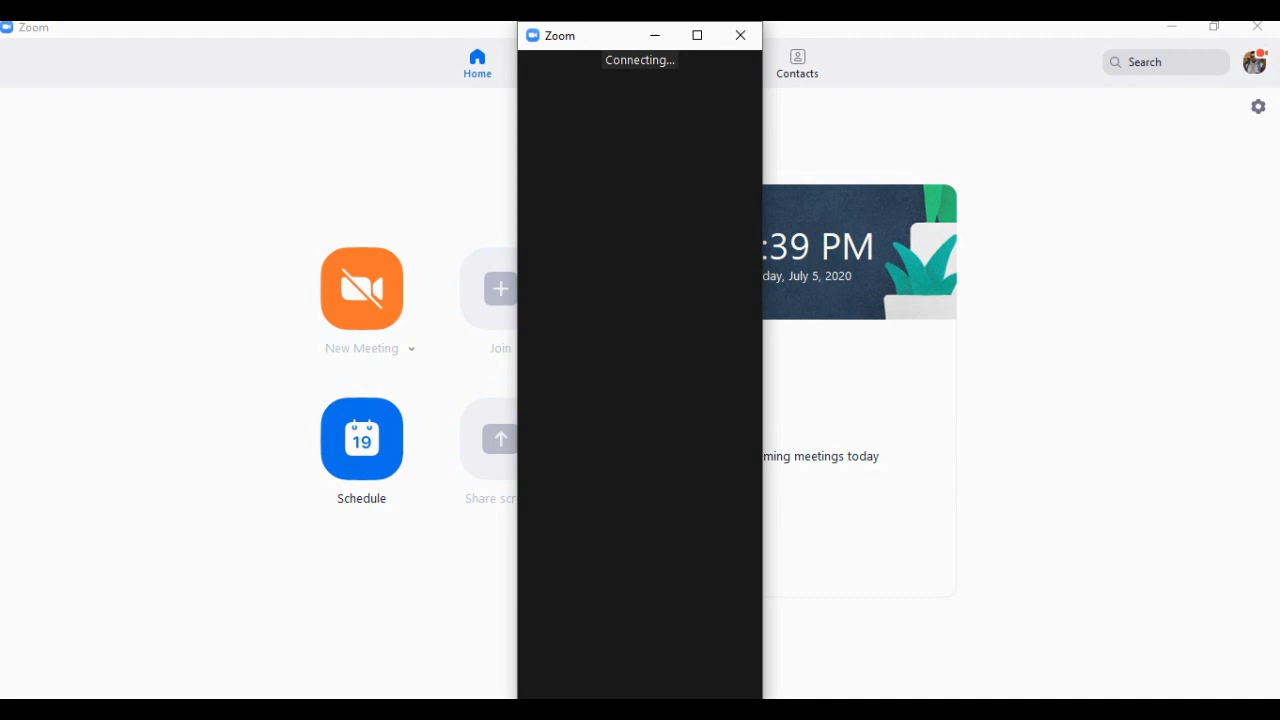 Zoom
Zoom
Connecting...
Home
Contacts
Search
:39 PM
day, July 5, 2020
New Meeting
Join
19
Schedule
Share scr
ming meetings today